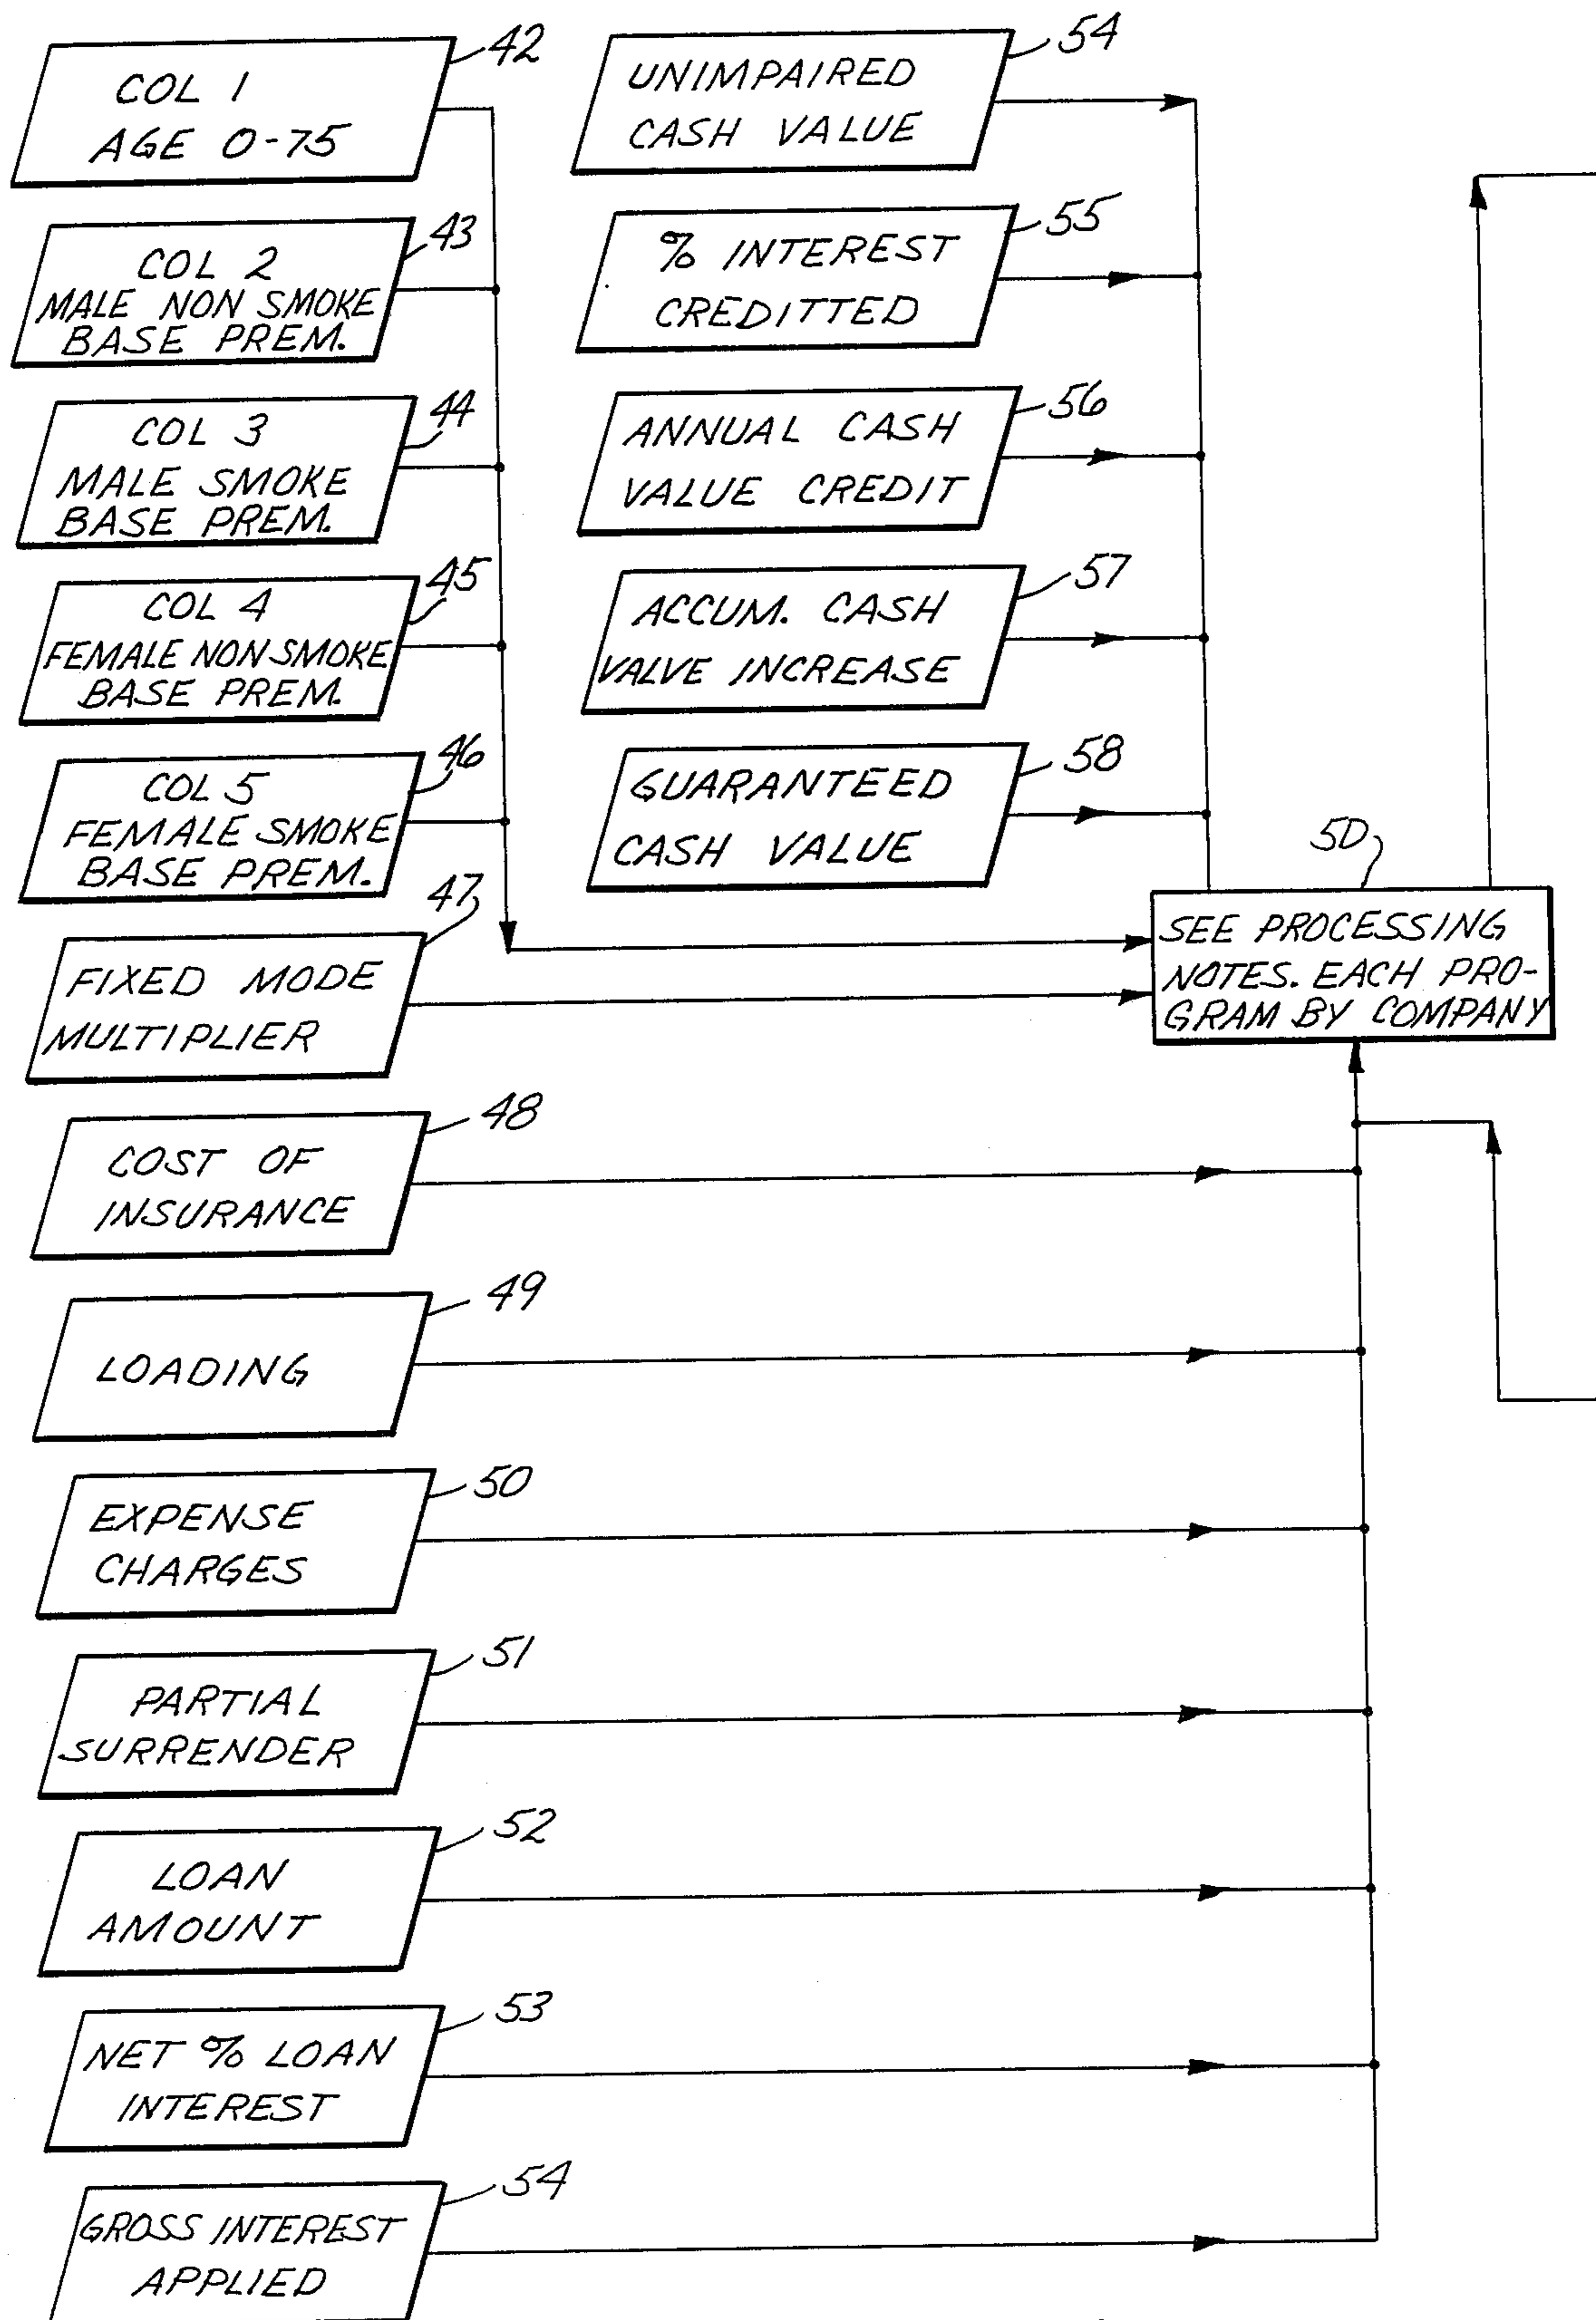 42
COL 1
AGE 0-75
43
COL 2
MALE NON SMOKE
BASE PREM.
44
COL 3
MALE SMOKE
BASE PREM.
45
COL 4
FEMALE NON SMOKE
BASE PREM.
46
COL 5
FEMALE SMOKE
BASE PREM.
47
FIXED MODE
MULTIPLIER
48
COST OF
INSURANCE
49
LOADING
50
EXPENSE
CHARGES
51
PARTIAL
SURRENDER
52
LOAN
AMOUNT
53
NET % LOAN
INTEREST
54
GROSS INTEREST
APPLIED
54
UNIMPAIRED
CASH VALUE
55
% INTEREST
CREDITTED
56
ANNUAL CASH
VALUE CREDIT
57
ACCUM. CASH
VALVE INCREASE
58
GUARANTEED
CASH VALUE
5D
SEE PROCESSING
NOTES. EACH PRO-
GRAM BY COMPANY